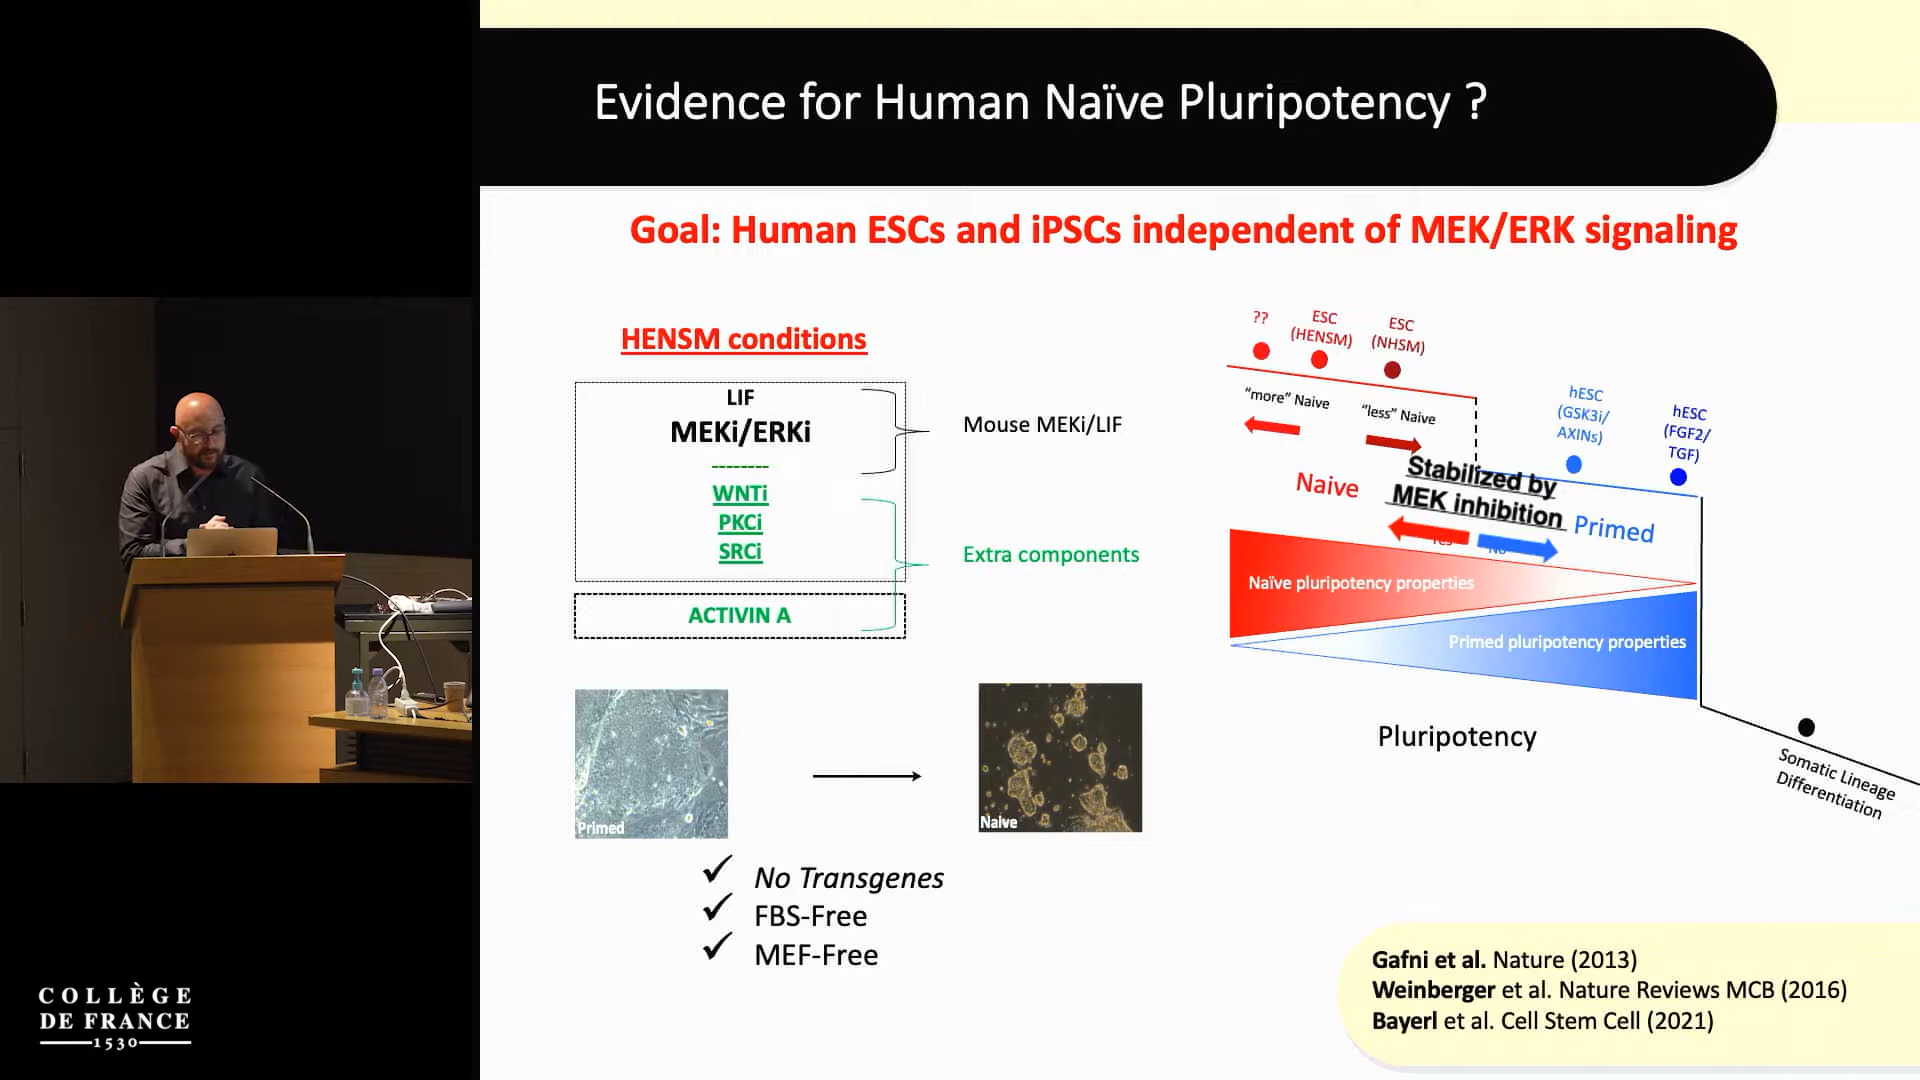 Evidence for Human Naïve Pluripotency ?
Goal: Human ESCs and iPSCs independent of MEK/ERK signaling
HENSM conditions
LIF
MEKi/ERKi
--------
WNTi
PKCi
SRCi
ACTIVIN A
Mouse MEKi/LIF
Extra components
Primed
Naive
✓ No Transgenes
✓ FBS-Free
✓ MEF-Free
??
ESC
(HENSM)
ESC
(NHSM)
"more" Naive
"less" Naive
hESC
(GSK3i/
AXINs)
hESC
(FGF2/
TGF)
Naive
Stabilized by
MEK inhibition
Primed
Yes
No
Naïve pluripotency properties
Primed pluripotency properties
Pluripotency
Somatic Lineage
Differentiation
Gafni et al. Nature (2013)
Weinberger et al. Nature Reviews MCB (2016)
Bayerl et al. Cell Stem Cell (2021)
COLLÈGE
DE FRANCE
1530